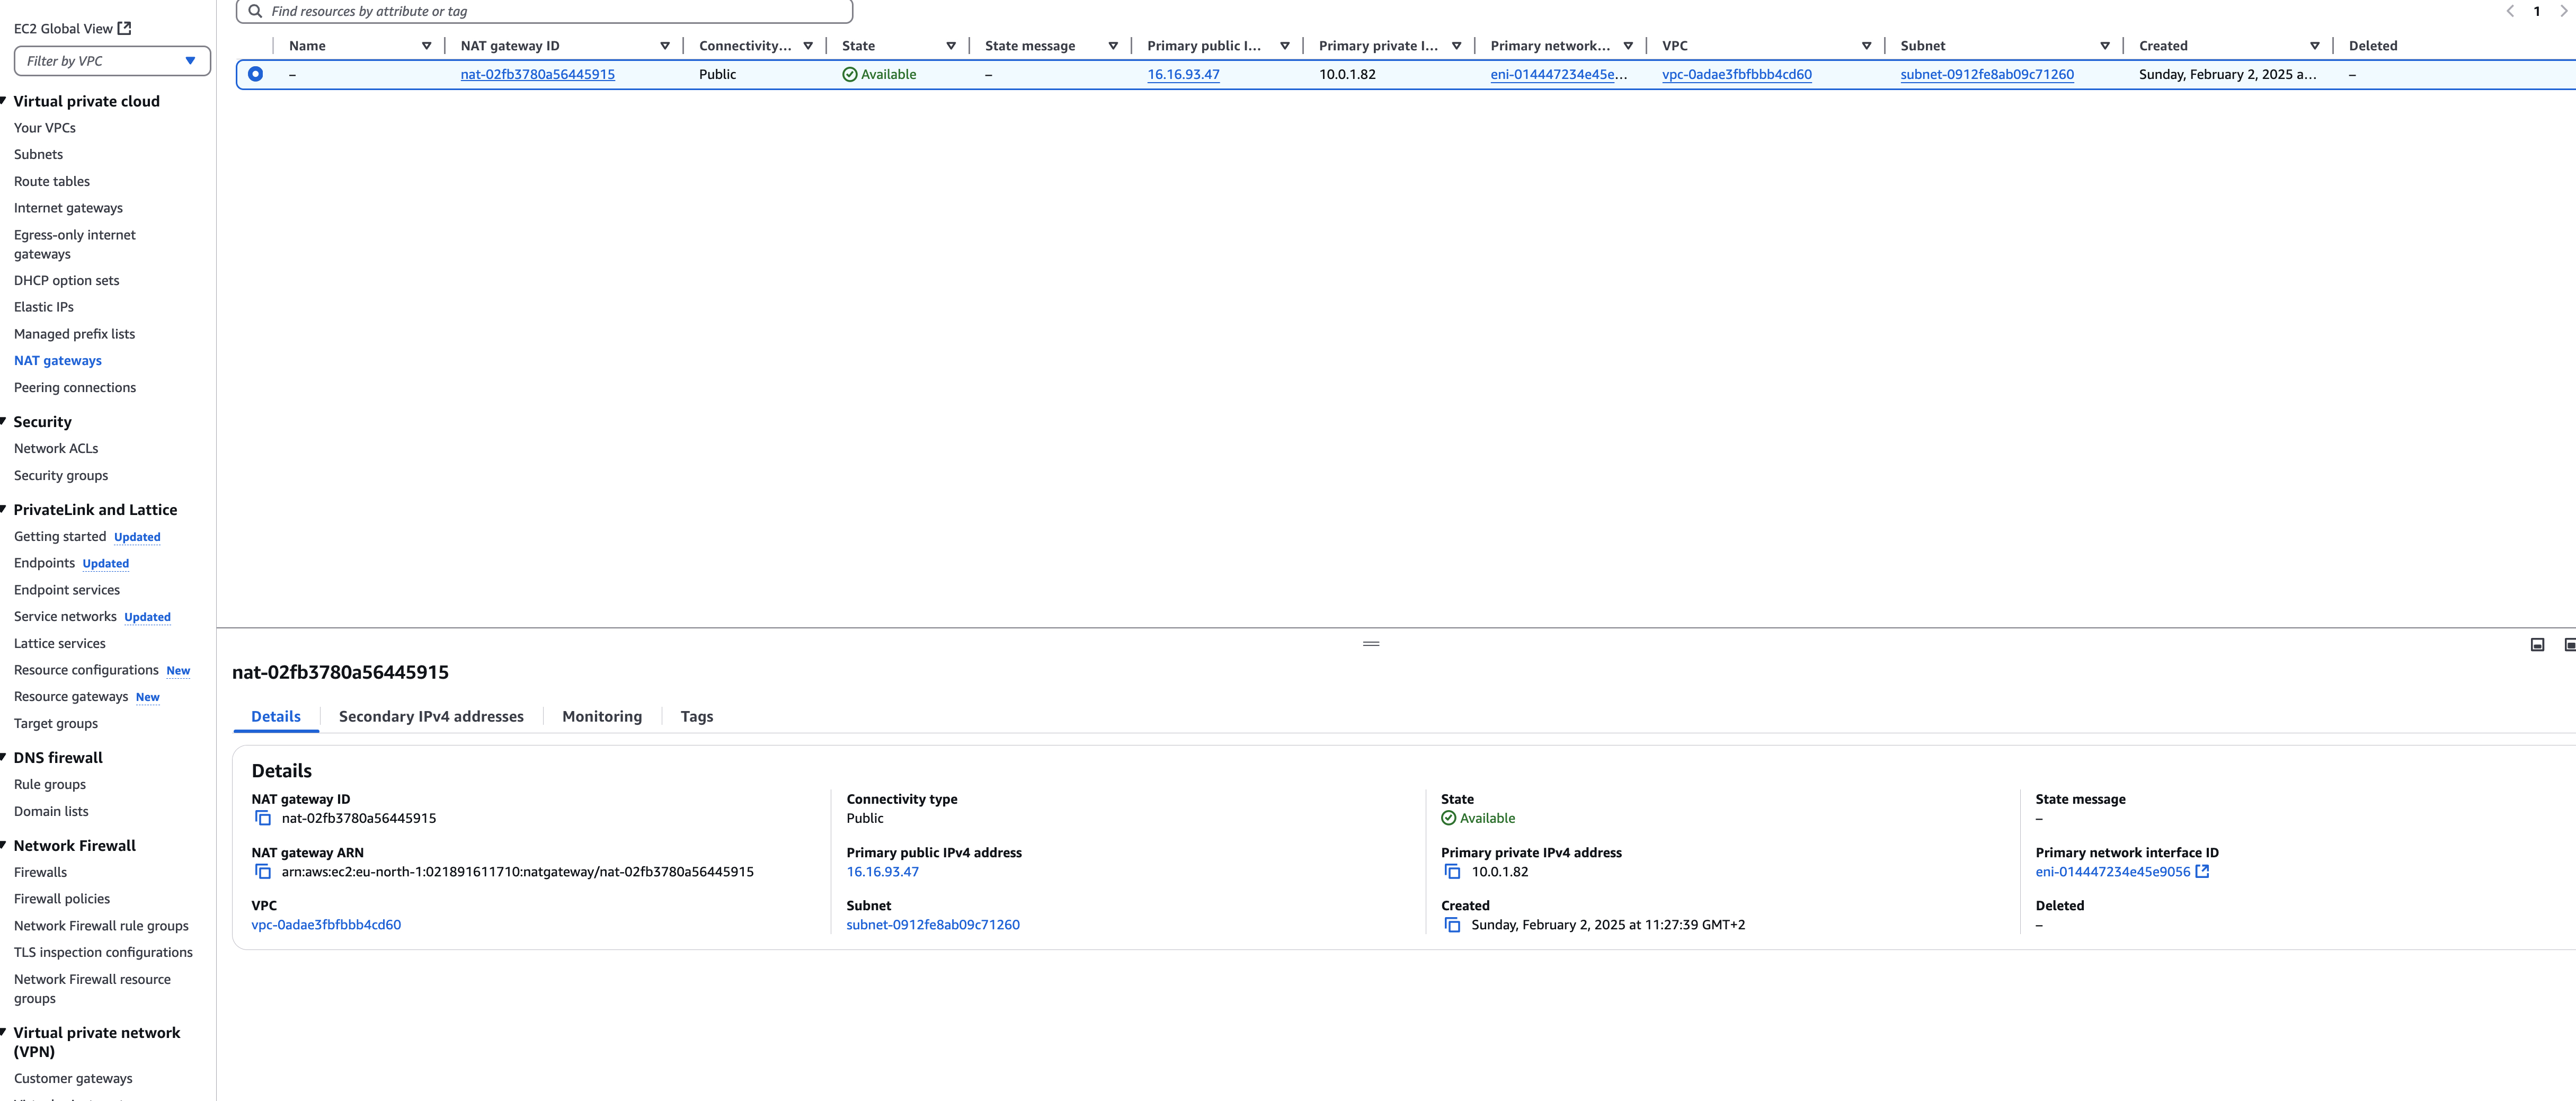 EC2 Global View
Filter by VPC
Virtual private cloud
Your VPCs
Subnets
Route tables
Internet gateways
Egress-only internet
gateways
DHCP option sets
Elastic IPs
Managed prefix lists
NAT gateways
Peering connections
Security
Network ACLs
Security groups
PrivateLink and Lattice
Getting started Updated
Endpoints Updated
Endpoint services
Service networks Updated
Lattice services
Resource configurations New
Resource gateways New
Target groups
DNS firewall
Rule groups
Domain lists
Network Firewall
Firewalls
Firewall policies
Network Firewall rule groups
TLS inspection configurations
Network Firewall resource
groups
Virtual private network
(VPN)
Customer gateways
Find resources by attribute or tag
1
Name NAT gateway ID Connectivity... State State message Primary public I... Primary private I... Primary network... VPC Subnet Created Deleted
– nat-02fb3780a56445915 Public Available – 16.16.93.47 10.0.1.82 eni-014447234e45e... vpc-0adae3fbfbbb4cd60 subnet-0912fe8ab09c71260 Sunday, February 2, 2025 a... –
nat-02fb3780a56445915
Details Secondary IPv4 addresses Monitoring Tags
Details
NAT gateway ID Connectivity type State State message
nat-02fb3780a56445915 Public Available –
NAT gateway ARN Primary public IPv4 address Primary private IPv4 address Primary network interface ID
arn:aws:ec2:eu-north-1:021891611710:natgateway/nat-02fb3780a56445915 16.16.93.47 10.0.1.82 eni-014447234e45e9056
VPC Subnet Created Deleted
vpc-0adae3fbfbbb4cd60 subnet-0912fe8ab09c71260 Sunday, February 2, 2025 at 11:27:39 GMT+2 –